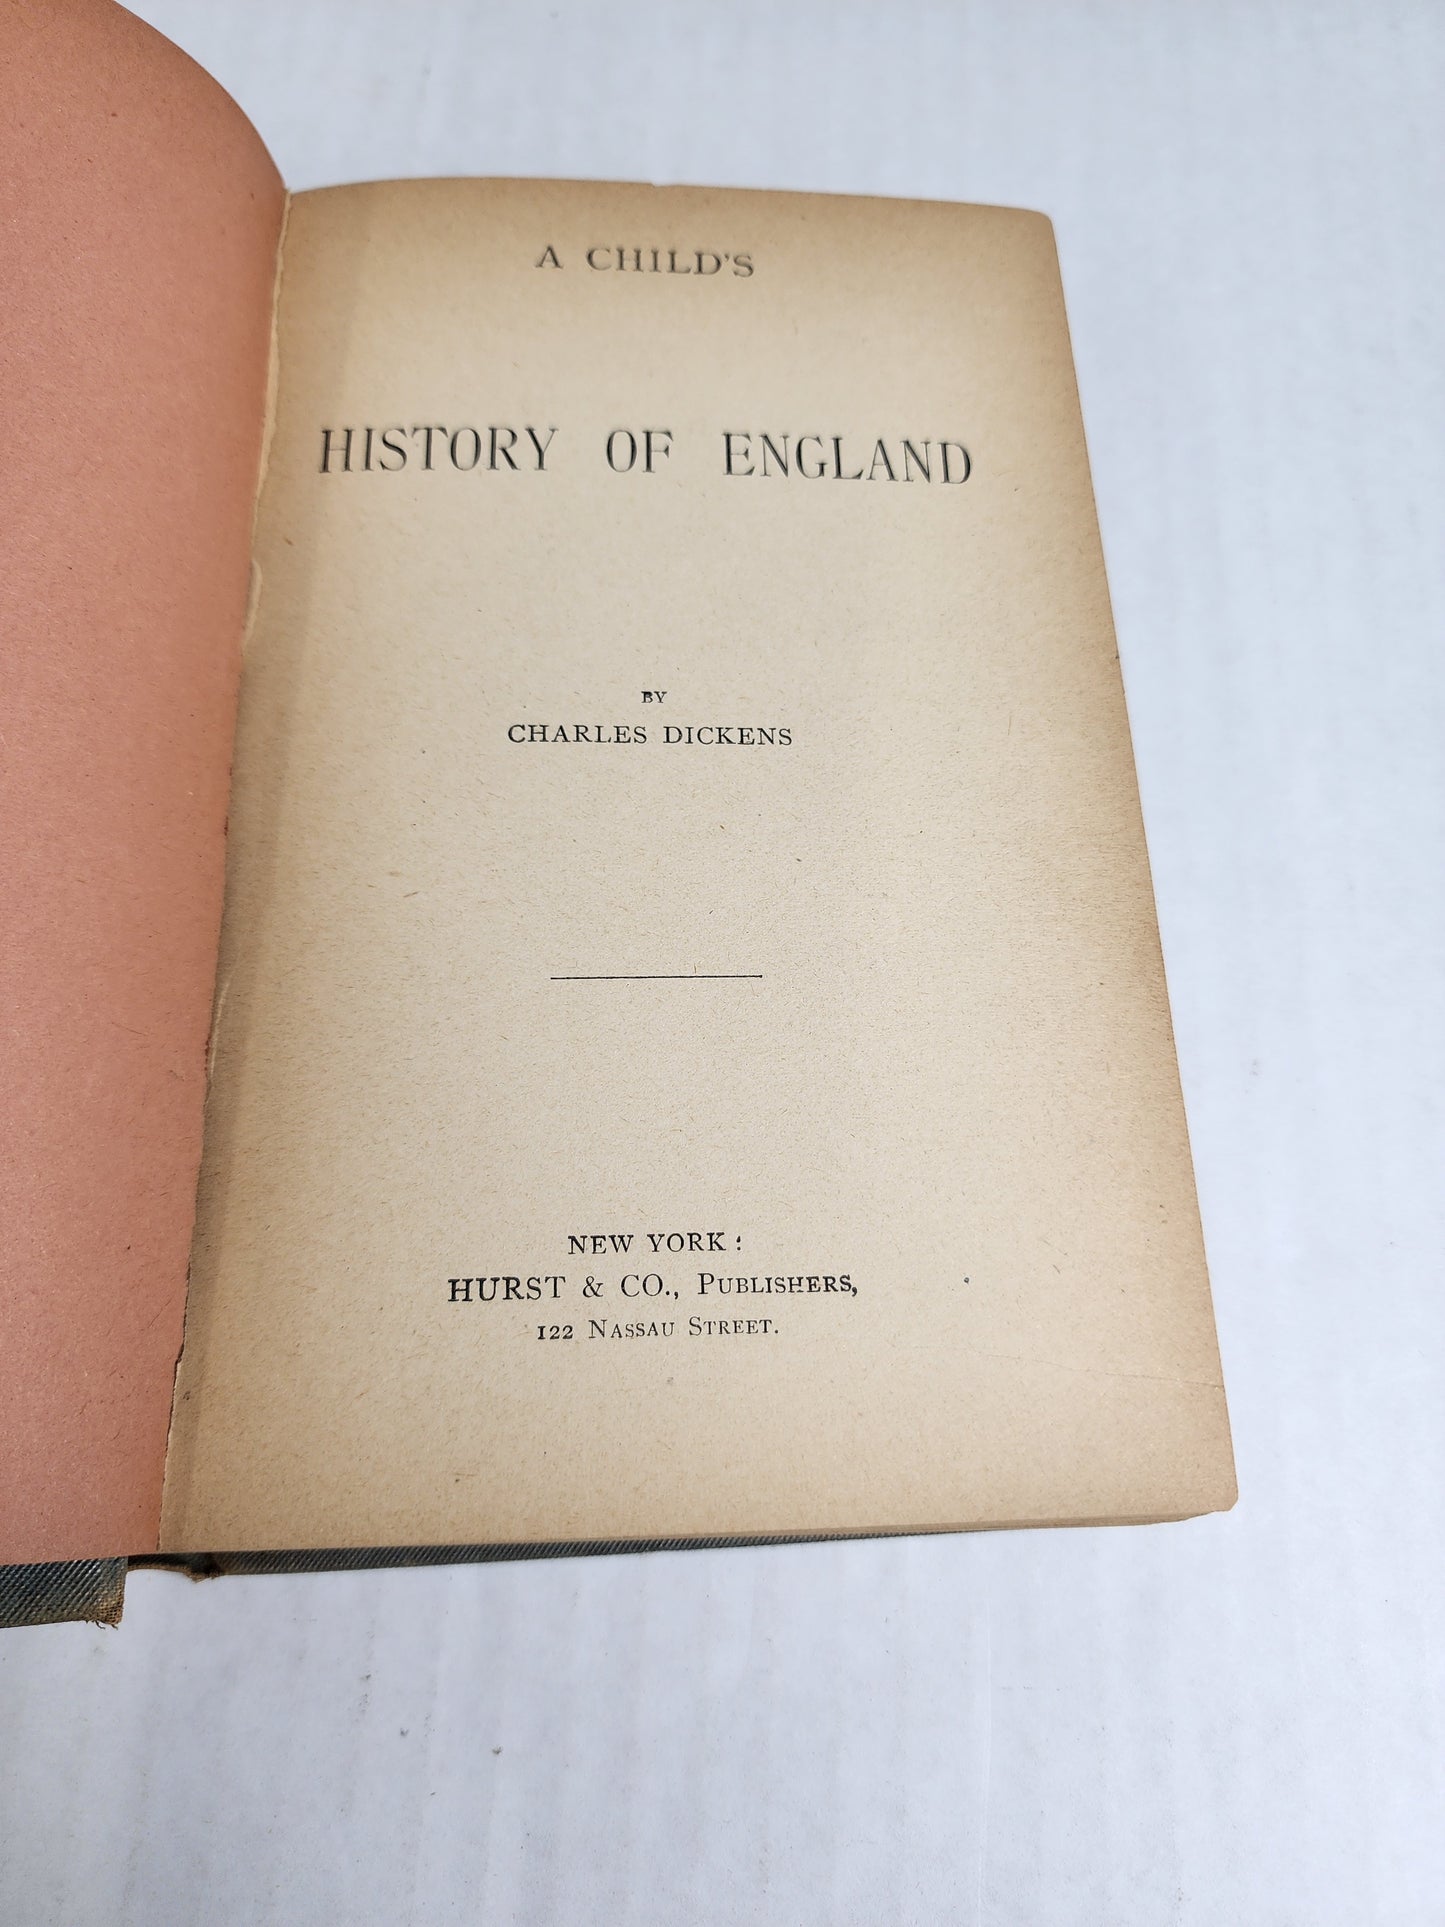 A CHILD'S
HISTORY OF ENGLAND
BY
CHARLES DICKENS
NEW YORK:
HURST & CO., PUBLISHERS,
122 NASSAU STREET.